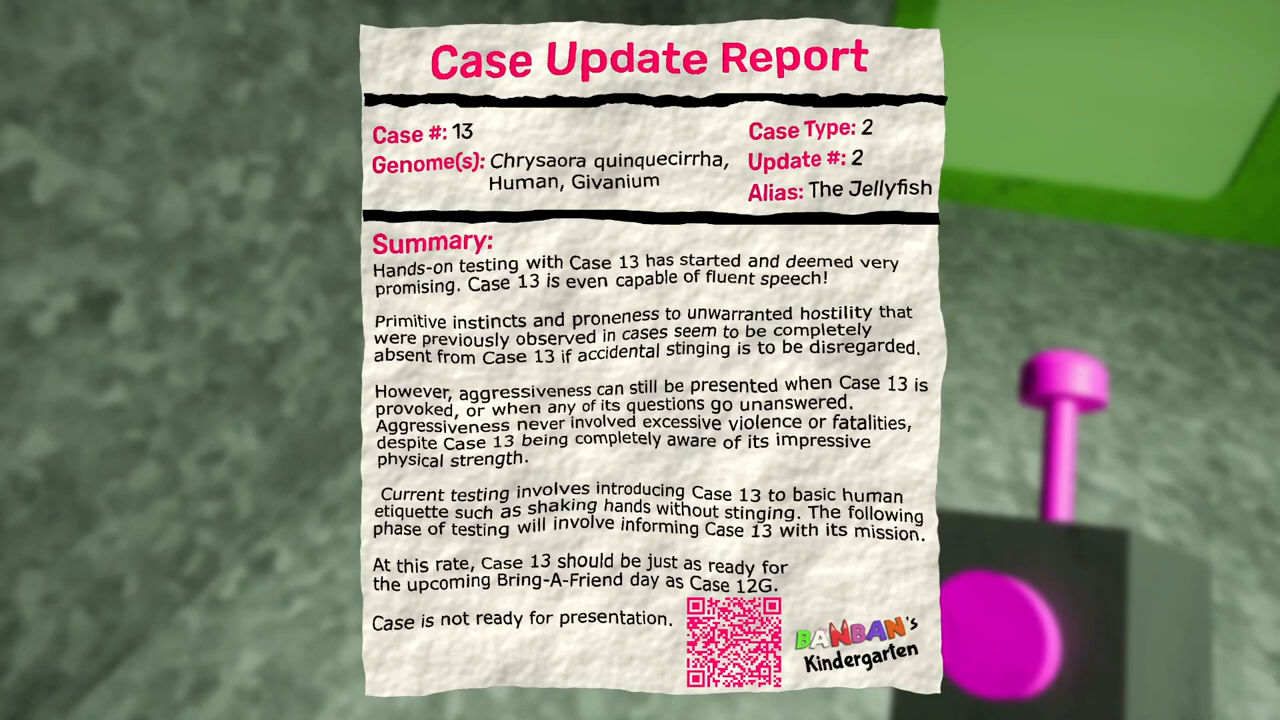 Case Update Report
Case #: 13
Case Type: 2
Genome(s): Chrysaora quinquecirrha,
Human, Givanium
Update #: 2
Alias: The Jellyfish
Summary:
Hands-on testing with Case 13 has started and deemed very
promising. Case 13 is even capable of fluent speech!
Primitive instincts and proneness to unwarranted hostility that
were previously observed in cases seem to be completely
absent from Case 13 if accidental stinging is to be disregarded.
However, aggressiveness can still be presented when Case 13 is
provoked, or when any of its questions go unanswered.
Aggressiveness never involved excessive violence or fatalities,
despite Case 13 being completely aware of its impressive
physical strength.
Current testing involves introducing Case 13 to basic human
etiquette such as shaking hands without stinging. The following
phase of testing will involve informing Case 13 with its mission.
At this rate, Case 13 should be just as ready for
the upcoming Bring-A-Friend day as Case 12G.
Case is not ready for presentation.
BANBAN's
Kindergarten